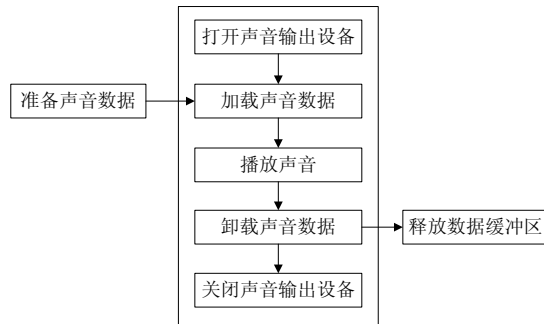 打开声音输出设备
准备声音数据
加载声音数据
播放声音
卸载声音数据
释放数据缓冲区
关闭声音输出设备